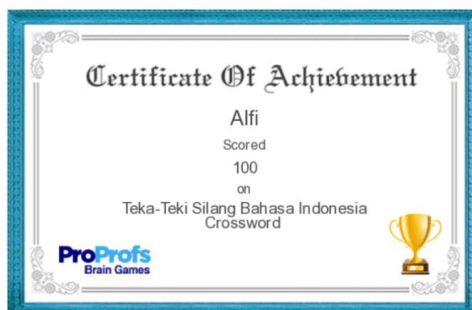 Certificate Of Achievement
Alfi
Scored
100
on
Teka-Teki Silang Bahasa Indonesia
Crossword
ProProfs
Brain Games